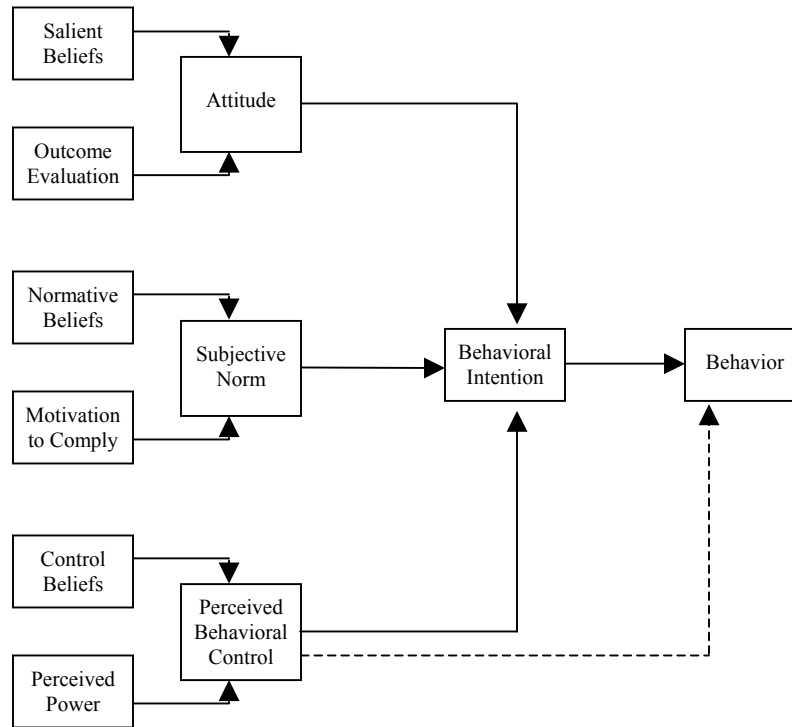 Salient
Beliefs
Attitude
Outcome
Evaluation
Normative
Beliefs
Subjective
Norm
Motivation
to Comply
Behavioral
Intention
Behavior
Control
Beliefs
Perceived
Behavioral
Control
Perceived
Power